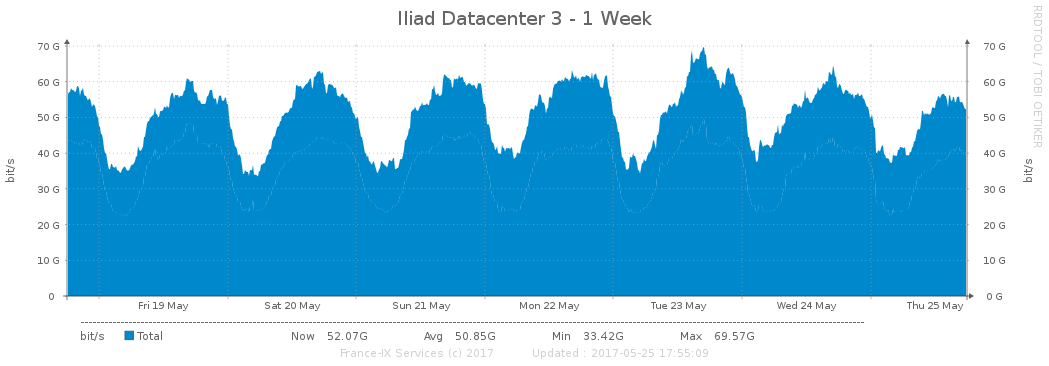 Iliad Datacenter 3 - 1 Week
RRDTOOL / TOBI OETIKER
70 G 70 G
60 G 60 G
50 G 50 G
40 G 40 G
30 G 30 G
20 G 20 G
10 G 10 G
0 0 G
bit/s bit/s
Fri 19 May Sat 20 May Sun 21 May Mon 22 May Tue 23 May Wed 24 May Thu 25 May
bit/s Total Now 52.07G Avg 50.85G Min 33.42G Max 69.57G
France-IX Services (c) 2017 Updated : 2017-05-25 17:55:09